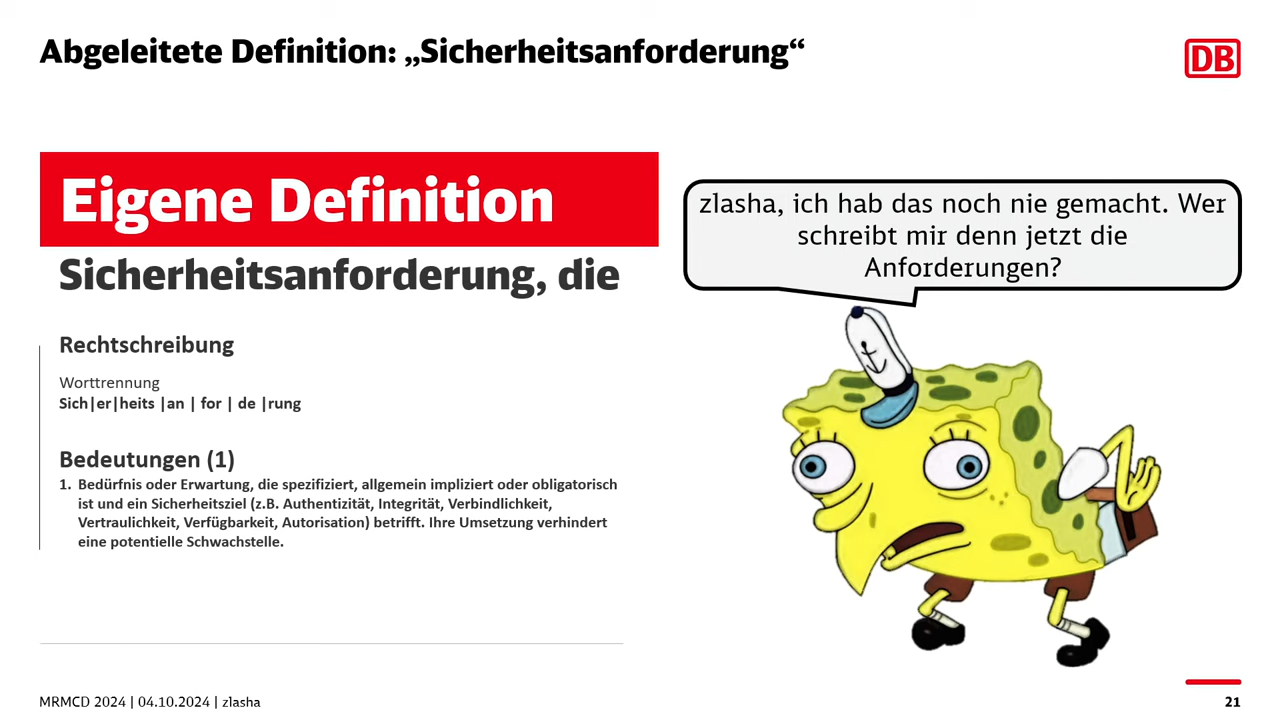 Abgeleitete Definition: „Sicherheitsanforderung“
DB
Eigene Definition
Sicherheitsanforderung, die
Rechtschreibung
Worttrennung
Sich|er|heits |an | for | de |rung
Bedeutungen (1)
1. Bedürfnis oder Erwartung, die spezifiziert, allgemein impliziert oder obligatorisch
ist und ein Sicherheitsziel (z.B. Authentizität, Integrität, Verbindlichkeit,
Vertraulichkeit, Verfügbarkeit, Autorisation) betrifft. Ihre Umsetzung verhindert
eine potentielle Schwachstelle.
zlasha, ich hab das noch nie gemacht. Wer
schreibt mir denn jetzt die
Anforderungen?
MRMCD 2024 | 04.10.2024 | zlasha
21